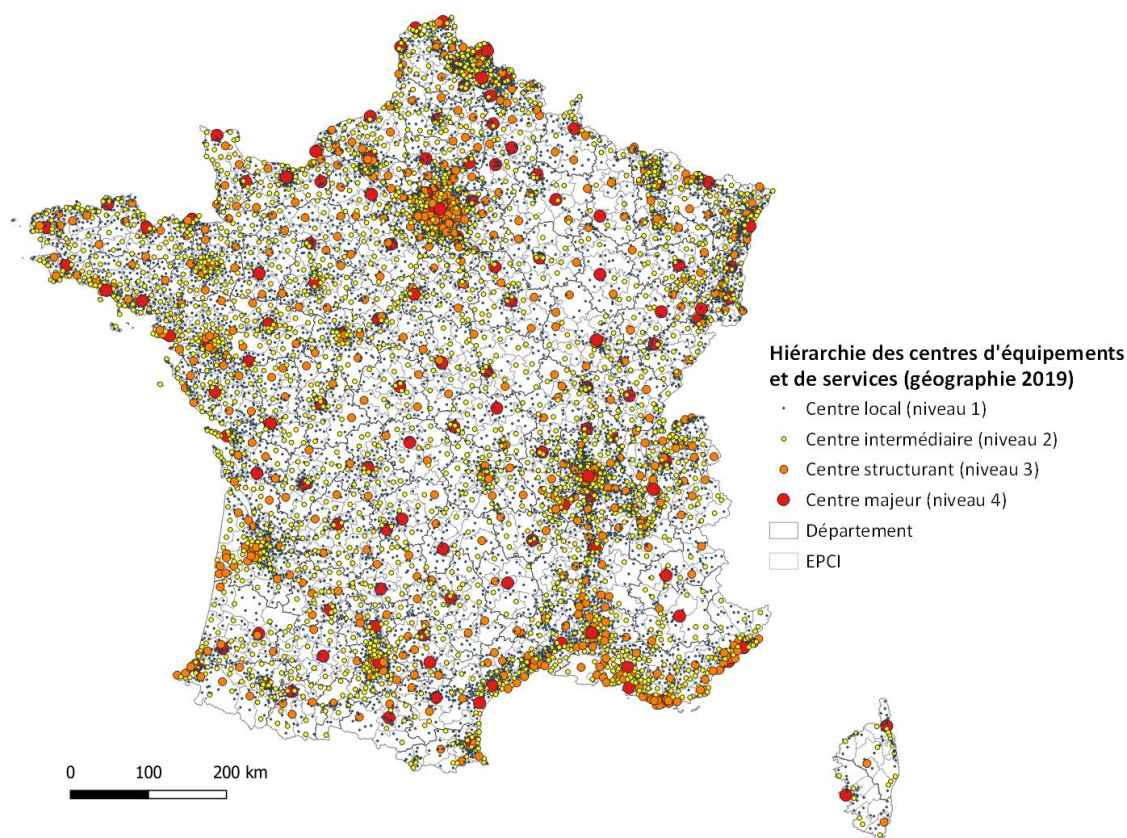 Hiérarchie des centres d'équipements
et de services (géographie 2019)
Centre local (niveau 1)
Centre intermédiaire (niveau 2)
Centre structurant (niveau 3)
Centre majeur (niveau 4)
Département
EPCI
0 100 200 km